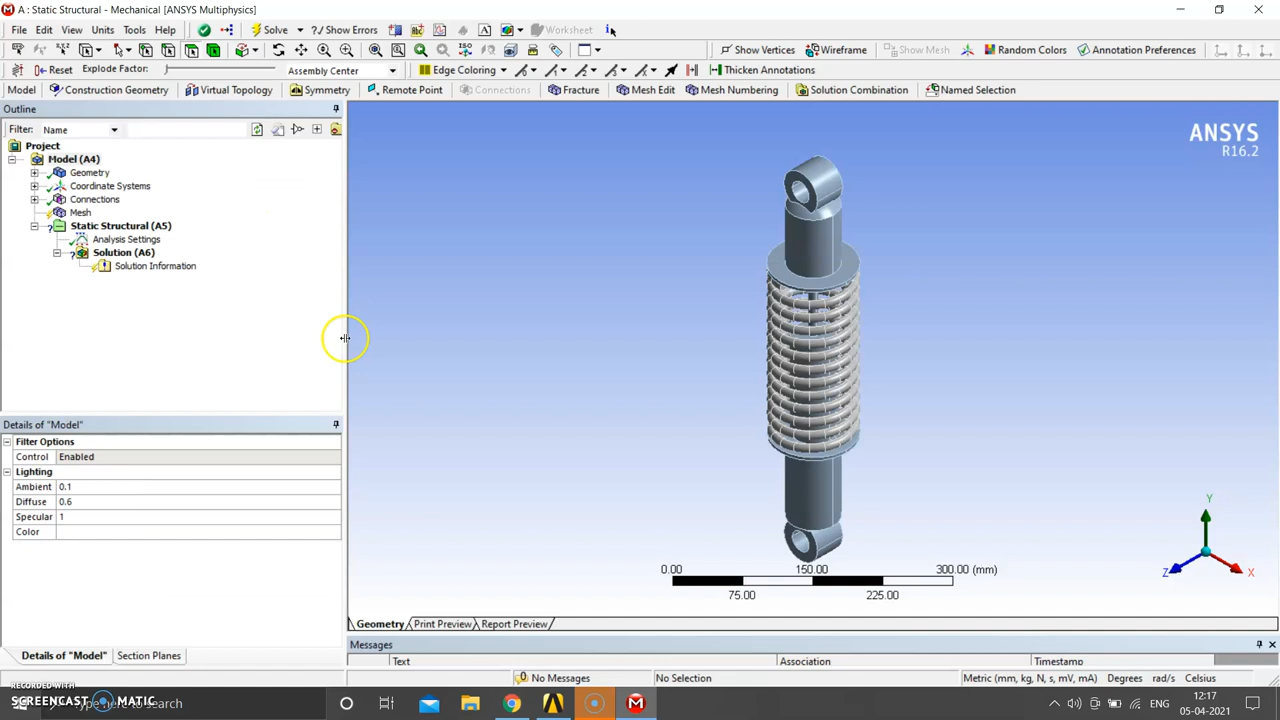 A : Static Structural - Mechanical [ANSYS Multiphysics]
File Edit View Units Tools Help Solve ?/ Show Errors Worksheet
Show Vertices Wireframe Show Mesh Random Colors Annotation Preferences
Reset Explode Factor: Assembly Center Edge Coloring Thicken Annotations
Model Construction Geometry Virtual Topology Symmetry Remote Point Connections Fracture Mesh Edit Mesh Numbering Solution Combination Named Selection
Outline
Filter: Name
Project
Model (A4)
Geometry
Coordinate Systems
Connections
Mesh
Static Structural (A5)
Analysis Settings
Solution (A6)
Solution Information
ANSYS
R16.2
Details of "Model"
Filter Options
Control Enabled
Lighting
Ambient 0.1
Diffuse 0.6
Specular 1
Color
Details of "Model" Section Planes
0.00 150.00 300.00 (mm)
75.00 225.00
Y
Z X
Geometry Print Preview Report Preview
Messages
Text Association Timestamp
No Messages No Selection Metric (mm, kg, N, s, mV, mA) Degrees rad/s Celsius
RECORDED WITH
SCREENCAST MATIC
Type here to search
ENG
12:17
05-04-2021